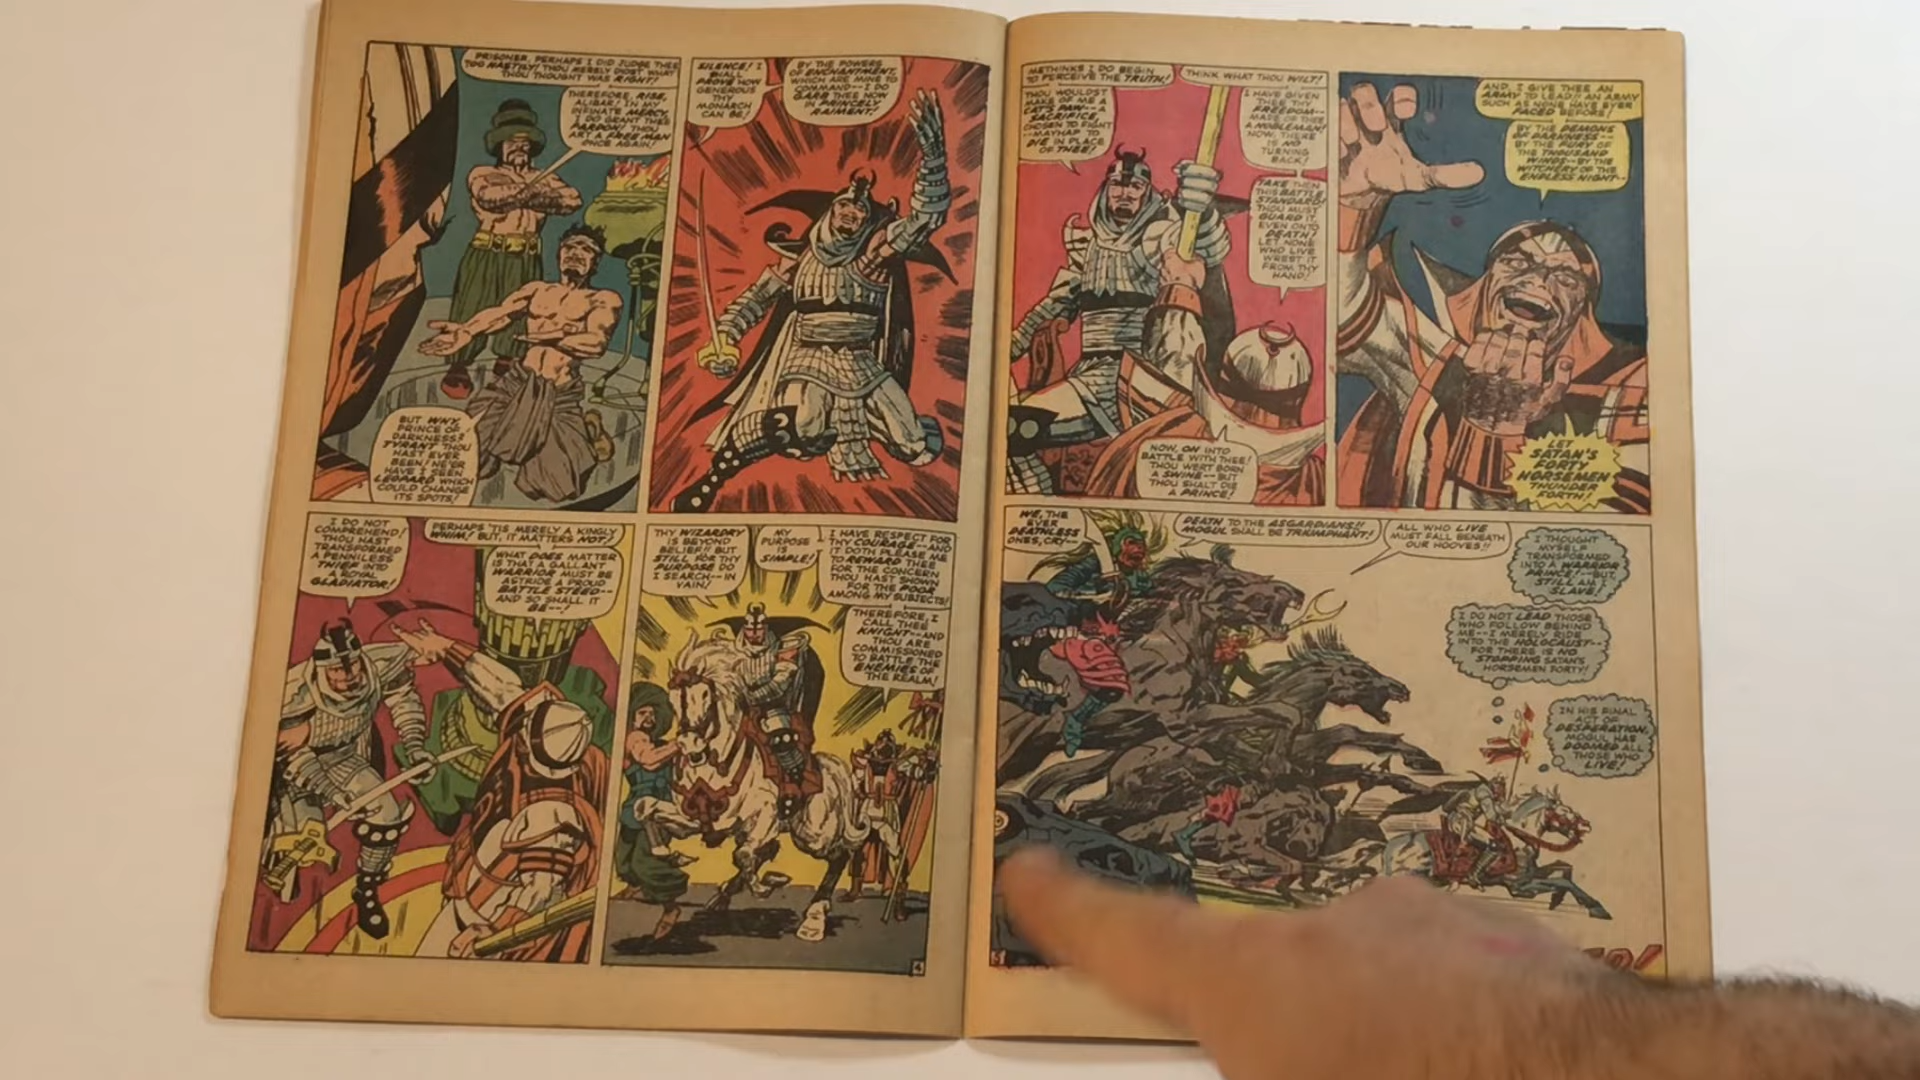 PRISONER, PERHAPS I DID JUDGE THEE
TOO HASTILY! THOU MERELY DIDST WHAT
THOU THOUGHT WAS RIGHT!
THEREFORE, RISE,
ALIBAR! IN MY
INFINATE MERCY,
I DO GRANT THEE
PARDON! THOU
ART A FREE MAN
ONCE AGAIN!
BUT WHY,
PRINCE OF
DARKNESS?
TYRANT THOU
HAST EVER
BEEN! NE'ER
HAVE I SEEN
LEOPARD WHICH
COULD CHANGE
ITS SPOTS!
SILENCE! I
SHALL
PROVE HOW
GENEROUS
THY
MONARCH
CAN BE!
BY THE POWERS
OF ENCHANTMENT,
WHICH ARE MINE TO
COMMAND--I DO
GARB THEE NOW
IN PRINCELY
RAIMENT!
I DO NOT
COMPREHEND!
THOU HAST
TRANSFORMED
A PENNILESS
THIEF INTO
A ROYAL
GLADIATOR!
PERHAPS 'TIS MERELY A KINGLY
WHIM! BUT, IT MATTERS NOT!
WHAT DOES MATTER
IS THAT A GALLANT
WARRIOR MUST BE
ASTRIDE A PROUD
BATTLE STEED--
AND SO SHALL IT
BE--!
THY WIZARDRY
IS BEYOND
BELIEF!! BUT
STILL, FOR THY
PURPOSE DO
I SEARCH--IN
VAIN!
MY
PURPOSE IS
SIMPLE!
I HAVE RESPECT FOR
THY COURAGE--AND
IT DOTH PLEASE ME
TO REWARD THEE
FOR THE CONCERN
THOU HAST SHOWN
FOR THE POOR
AMONG MY SUBJECTS!
THEREFORE, I
CALL THEE
KNIGHT--AND
THOU ARE
COMMISSIONED
TO BATTLE THE
ENEMIES OF
THE REALM!
4
METHINKS I DO BEGIN
TO PERCEIVE THE TRUTH!
THOU WOULDST
MAKE OF ME A
CAT'S PAW--A
SACRIFICE,
CHOSEN TO FIGHT
--MAYHAP TO
DIE IN PLACE
OF THEE!
THINK WHAT THOU WILT!
I HAVE GIVEN
THEE THY
FREEDOM--
MADE OF THEE
A NOBLEMAN!
NOW, THERE
IS NO
TURNING
BACK!
TAKE THEN
THIS BATTLE
STANDARD!
THOU MUST
GUARD IT,
EVEN ONTO
DEATH!
LET NONE
WHO LIVE
WREST IT
FROM THY
HAND!
NOW, ON INTO
BATTLE WITH THEE!
THOU WERT BORN
A SWINE--BUT
THOU SHALT DIE
A PRINCE!
AND, I GIVE THEE AN
ARMY TO LEAD!! AN ARMY
SUCH AS NONE HAVE EVER
FACED BEFORE!
BY THE DEMONS
OF DARKNESS--
BY THE FURY OF
THE THOUSAND
WINDS--BY THE
WITCHERY OF THE
ENDLESS NIGHT--
LET
SATAN'S
FORTY
HORSEMEN
THUNDER
FORTH!
WE, THE
EVER
DEATHLESS
ONES, CRY--
DEATH TO THE ASGARDIANS!!
MOGUL SHALL BE TRIUMPHANT!
ALL WHO LIVE
MUST FALL BENEATH
OUR HOOVES!!
I THOUGHT
MYSELF
TRANSFORMED
INTO A WARRIOR
PRINCE!--BUT,
STILL AM I
SLAVE!
I DO NOT LEAD THOSE
WHO FOLLOW BEHIND
ME--I MERELY RIDE
INTO THE HOLOCAUST--
FOR THERE IS NO
STOPPING SATAN'S
HORSEMEN FORTY!
IN HIS FINAL
ACT OF
DESPERATION,
MOGUL HAS
DOOMED ALL
THOSE WHO
LIVE!
5